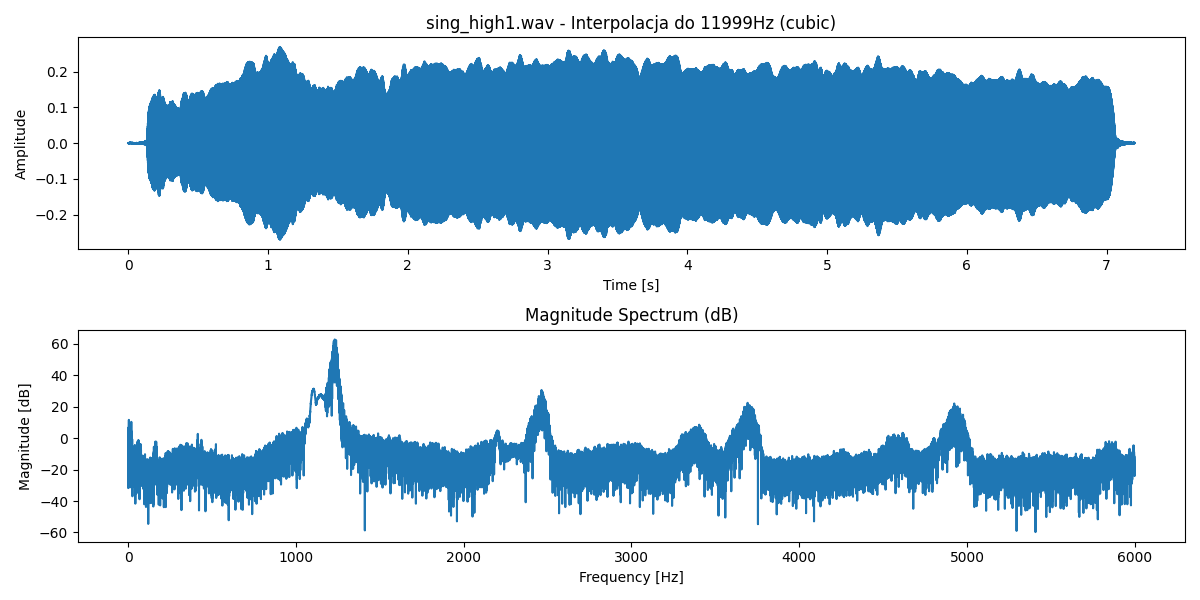 sing_high1.wav - Interpolacja do 11999Hz (cubic)
0.2
0.1
0.0
−0.1
−0.2
Amplitude
0 1 2 3 4 5 6 7
Time [s]
Magnitude Spectrum (dB)
60
40
20
0
−20
−40
−60
Magnitude [dB]
0 1000 2000 3000 4000 5000 6000
Frequency [Hz]